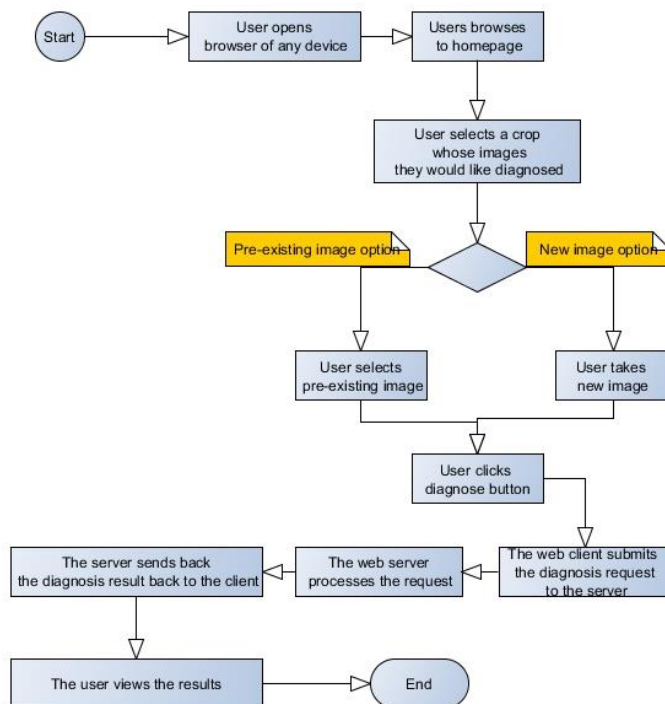 Start
User opens
browser of any device
Users browses
to homepage
User selects a crop
whose images
they would like diagnosed
Pre-existing image option
New image option
User selects
pre-existing image
User takes
new image
User clicks
diagnose button
The web client submits
the diagnosis request
to the server
The web server
processes the request
The server sends back
the diagnosis result back to the client
The user views the results
End